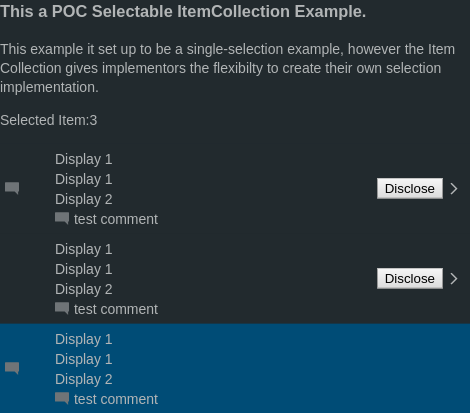 This a POC Selectable ItemCollection Example.
This example it set up to be a single-selection example, however the Item
Collection gives implementors the flexibilty to create their own selection
implementation.
Selected Item:3
Display 1
Display 1
Display 2
test comment
Disclose
Display 1
Display 1
Display 2
test comment
Disclose
Display 1
Display 1
Display 2
test comment